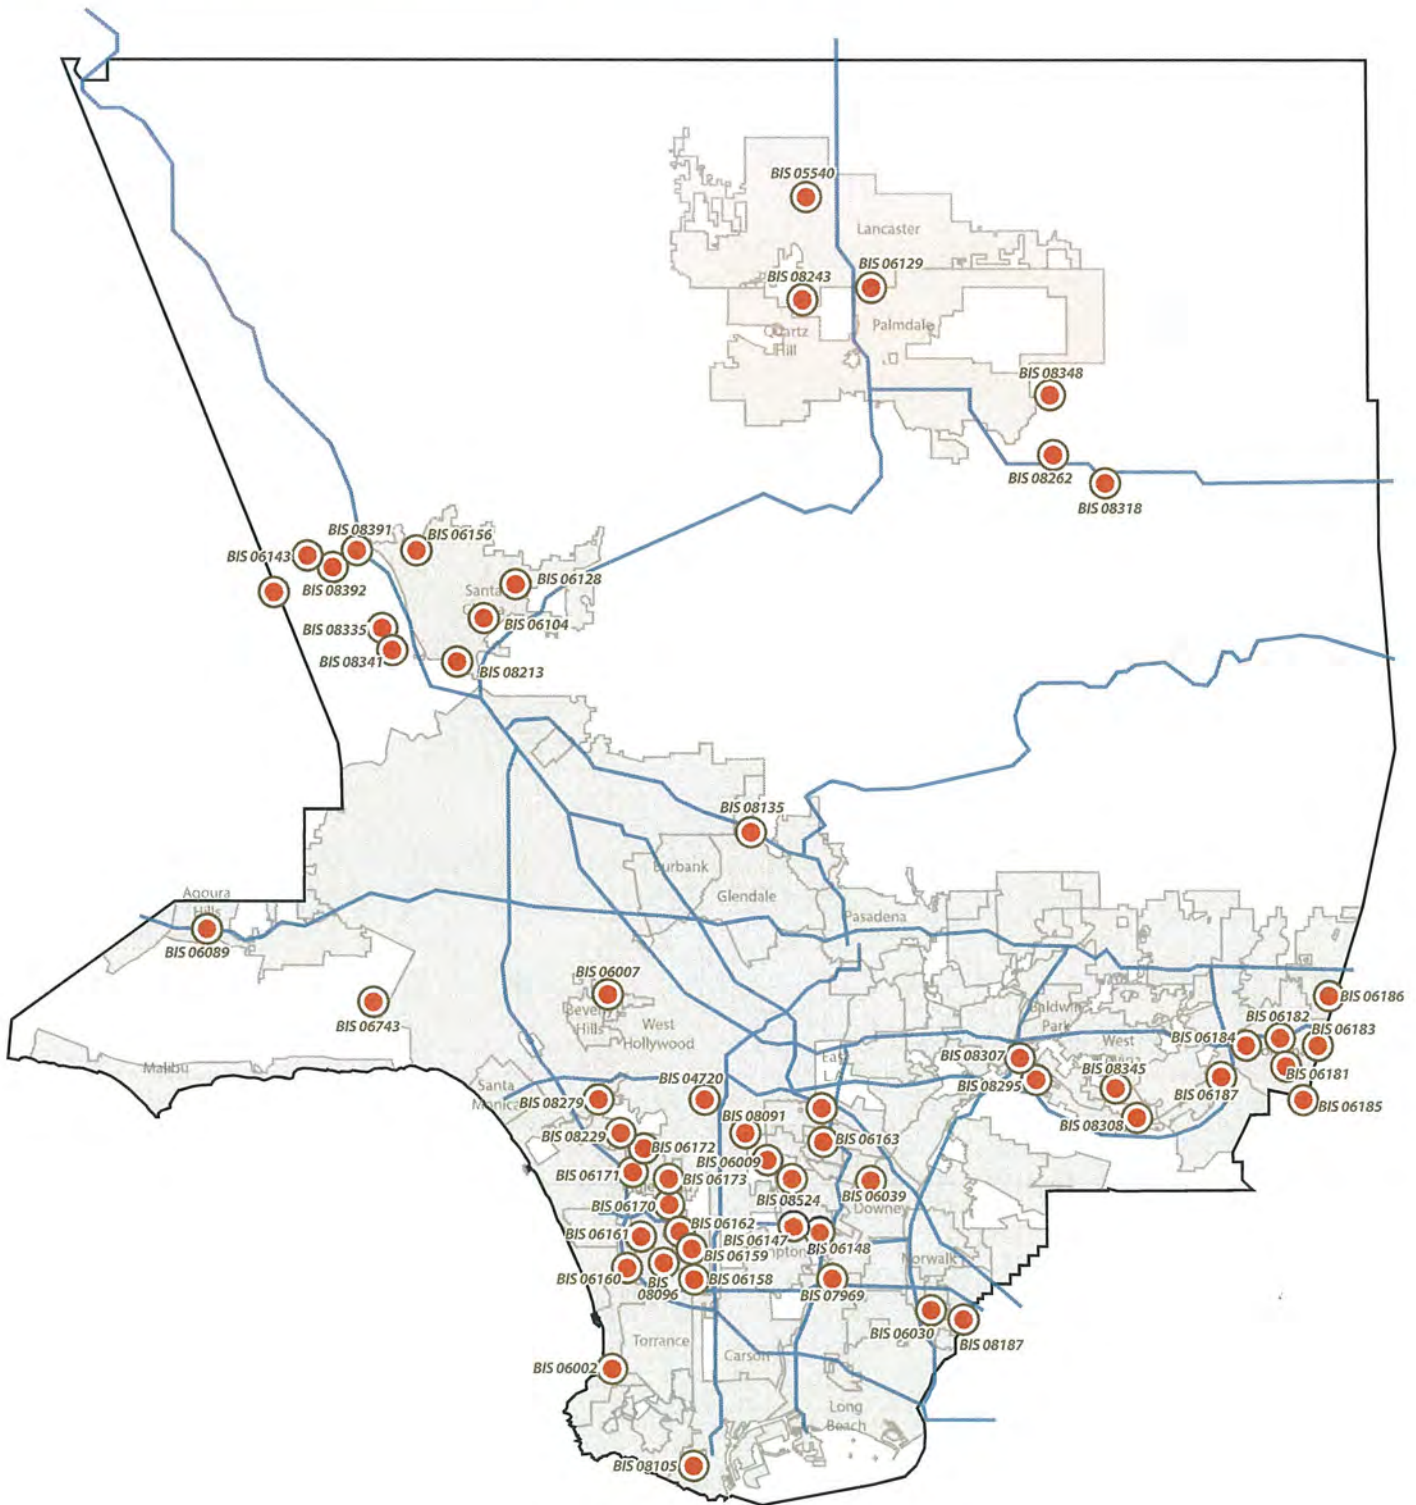 BIS 05540
Lancaster
BIS 06129
BIS 08243
Palmdale
Quartz
Hill
BIS 08348
BIS 08262
BIS 08318
BIS 08391
BIS 06156
BIS 06143
BIS 08392
BIS 06128
Santa
BIS 06104
BIS 08335
BIS 08341
BIS 08213
BIS 08135
Burbank
Glendale
Agoura
Hills
Pasadena
BIS 06089
BIS 06007
BIS 06743
Beverly
Hills
West
Hollywood
Baldwin
Park
BIS 06186
BIS 06182
BIS 06183
BIS 06184
West
East
L.A.
BIS 08307
BIS 08295
BIS 08345
BIS 06181
BIS 06187
BIS 06185
BIS 08308
Malibu
Santa
Monica
BIS 04720
BIS 08279
BIS 08091
BIS 08229
BIS 06172
BIS 06163
BIS 06009
BIS 06171
BIS 06173
BIS 08524
BIS 06039
Downey
BIS 06170
BIS 06162
BIS 06161
BIS 06147
BIS 06148
BIS 06159
Norwalk
BIS 06160
BIS
08096
BIS 06158
BIS 07969
BIS 06030
BIS 08187
Torrance
Carson
BIS 06002
Long
Beach
BIS 08105